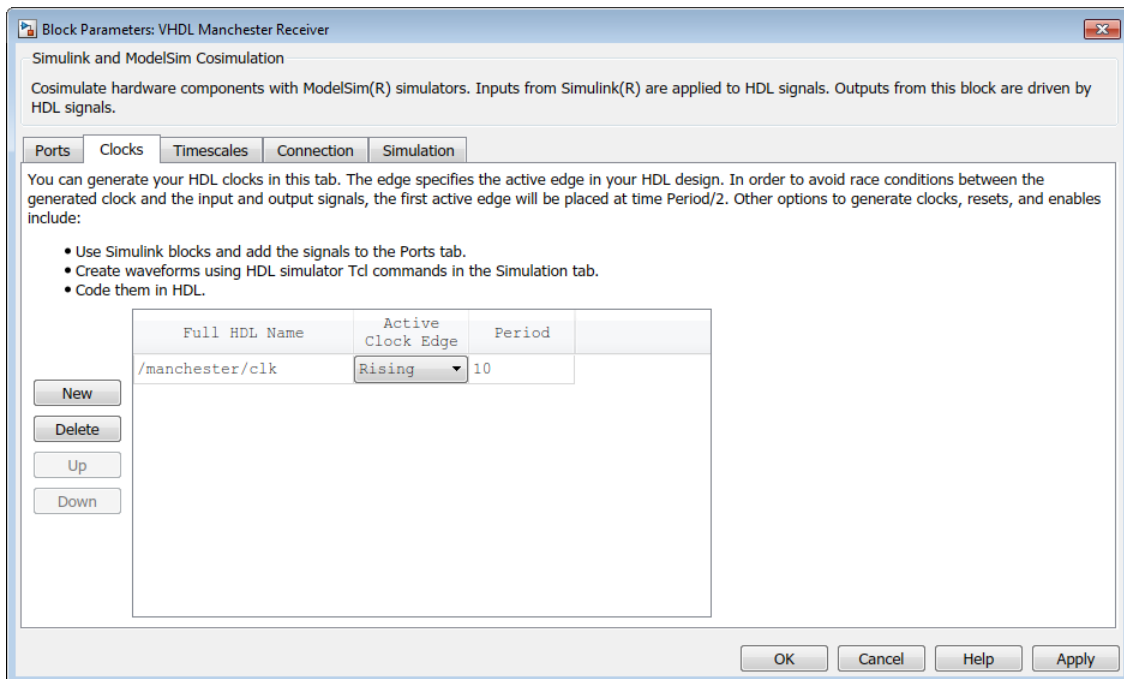 Block Parameters: VHDL Manchester Receiver
Simulink and ModelSim Cosimulation
Cosimulate hardware components with ModelSim(R) simulators. Inputs from Simulink(R) are applied to HDL signals. Outputs from this block are driven by
HDL signals.
Ports Clocks Timescales Connection Simulation
You can generate your HDL clocks in this tab. The edge specifies the active edge in your HDL design. In order to avoid race conditions between the
generated clock and the input and output signals, the first active edge will be placed at time Period/2. Other options to generate clocks, resets, and enables
include:
• Use Simulink blocks and add the signals to the Ports tab.
• Create waveforms using HDL simulator Tcl commands in the Simulation tab.
• Code them in HDL.
Full HDL Name Active Clock Edge Period
/manchester/clk Rising 10
New
Delete
Up
Down
OK Cancel Help Apply